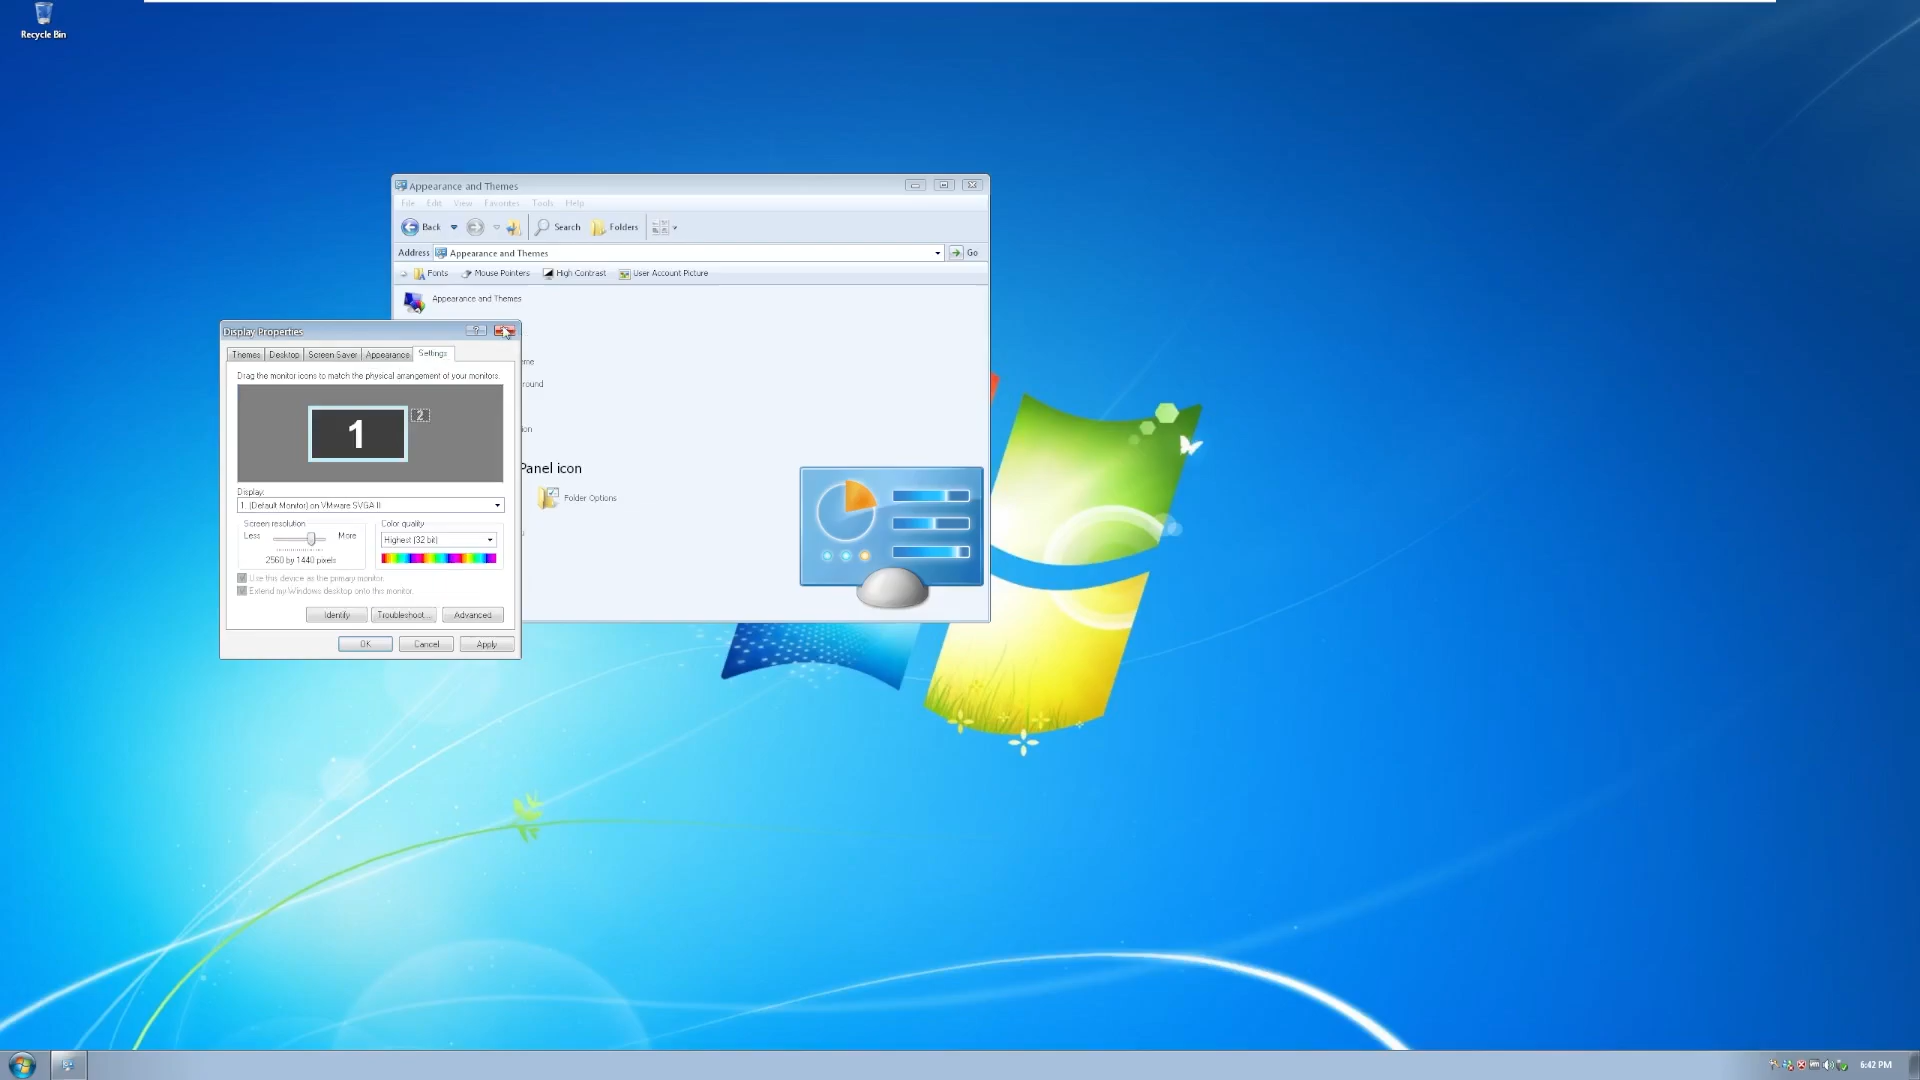 Recycle Bin
Appearance and Themes
File Edit View Favorites Tools Help
Back Search Folders
Address Appearance and Themes Go
Fonts Mouse Pointers High Contrast User Account Picture
Appearance and Themes
Display Properties
Themes Desktop Screen Saver Appearance Settings
Drag the monitor icons to match the physical arrangement of your monitors.
1 2
Display:
1. (Default Monitor) on VMware SVGA II
Screen resolution
Less More
2560 by 1440 pixels
Color quality
Highest (32 bit)
Use this device as the primary monitor.
Extend my Windows desktop onto this monitor.
Identify Troubleshoot... Advanced
OK Cancel Apply
eme
round
ion
Panel icon
Folder Options
6:42 PM